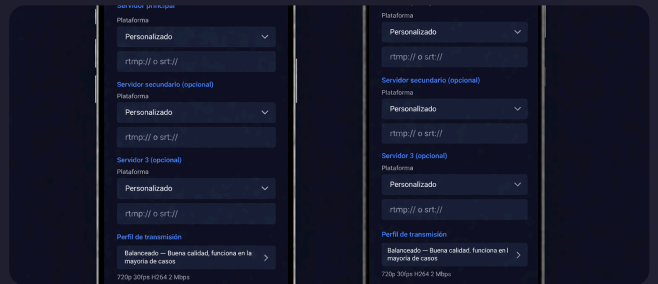 Servidor principal
Plataforma
Personalizado
rtmp:// o srt://
Servidor secundario (opcional)
Plataforma
Personalizado
rtmp:// o srt://
Servidor 3 (opcional)
Plataforma
Personalizado
rtmp:// o srt://
Perfil de transmisión
Balanceado — Buena calidad, funciona en la
mayoría de casos
720p 30fps H264 2 Mbps
Plataforma
Personalizado
rtmp:// o srt://
Servidor secundario (opcional)
Plataforma
Personalizado
rtmp:// o srt://
Servidor 3 (opcional)
Plataforma
Personalizado
rtmp:// o srt://
Perfil de transmisión
Balanceado — Buena calidad, funciona en l
mayoría de casos
720p 30fps H264 2 Mbps